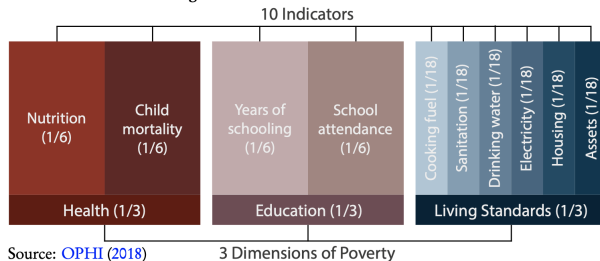 10 Indicators
Nutrition
(1/6)
Child
mortality
(1/6)
Years of
schooling
(1/6)
School
attendance
(1/6)
Cooking fuel (1/18)
Sanitation (1/18)
Drinking water (1/18)
Electricity (1/18)
Housing (1/18)
Assets (1/18)
Health (1/3)
Education (1/3)
Living Standards (1/3)
3 Dimensions of Poverty
Source: OPHI (2018)